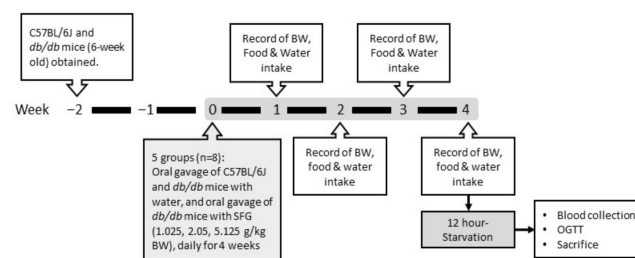 C57BL/6J and
db/db mice (6-week
old) obtained.
Record of BW,
Food & Water
intake
Record of BW,
Food & Water
intake
Week −2 −1 0 1 2 3 4
5 groups (n=8):
Oral gavage of C57BL/6J
and db/db mice with
water, and oral gavage of
db/db mice with SFG
(1.025, 2.05, 5.125 g/kg
BW), daily for 4 weeks
Record of BW,
food & water
intake
Record of BW,
food & water
intake
12 hour-
Starvation
• Blood collection
• OGTT
• Sacrifice